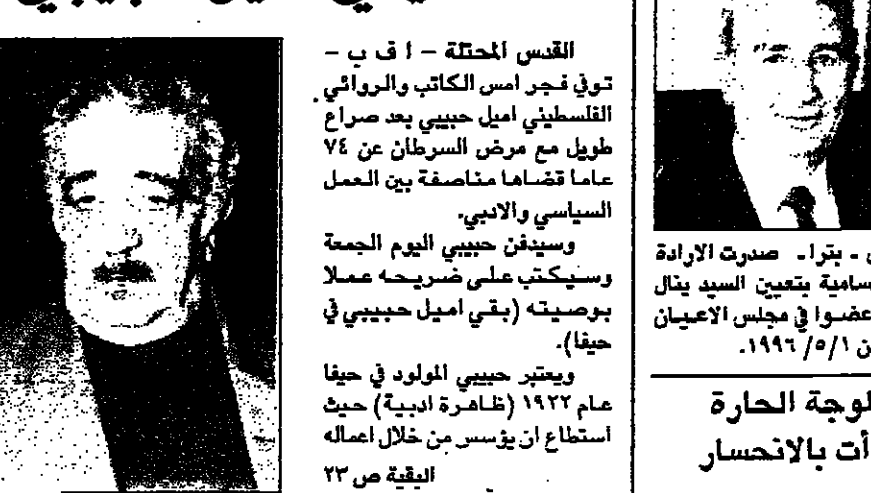 القدس المحتلة – ا ف ب –
توفي فجر امس الكاتب والروائي
الفلسطيني اميل حبيبي بعد صراع
طويل مع مرض السرطان عن ٧٤
عاما قضاها مناصفة بين العمل
السياسي والادبي.
وسيدفن حبيبي اليوم الجمعة
وسيكتب على ضريحه عملا
بوصيته (بقي اميل حبيبي في
حيفا).
ويعتبر حبيبي المولود في حيفا
عام ١٩٢٢ (ظاهرة ادبية) حيث
استطاع ان يؤسس من خلال اعماله
البقية ص ٢٣
ـ بترا ـ صدرت الارادة
سامية بتعيين السيد ينال
عضوا في مجلس الاعيان
ن ١/٥/١٩٩٦.
لوجة الحارة
أت بالانحسار